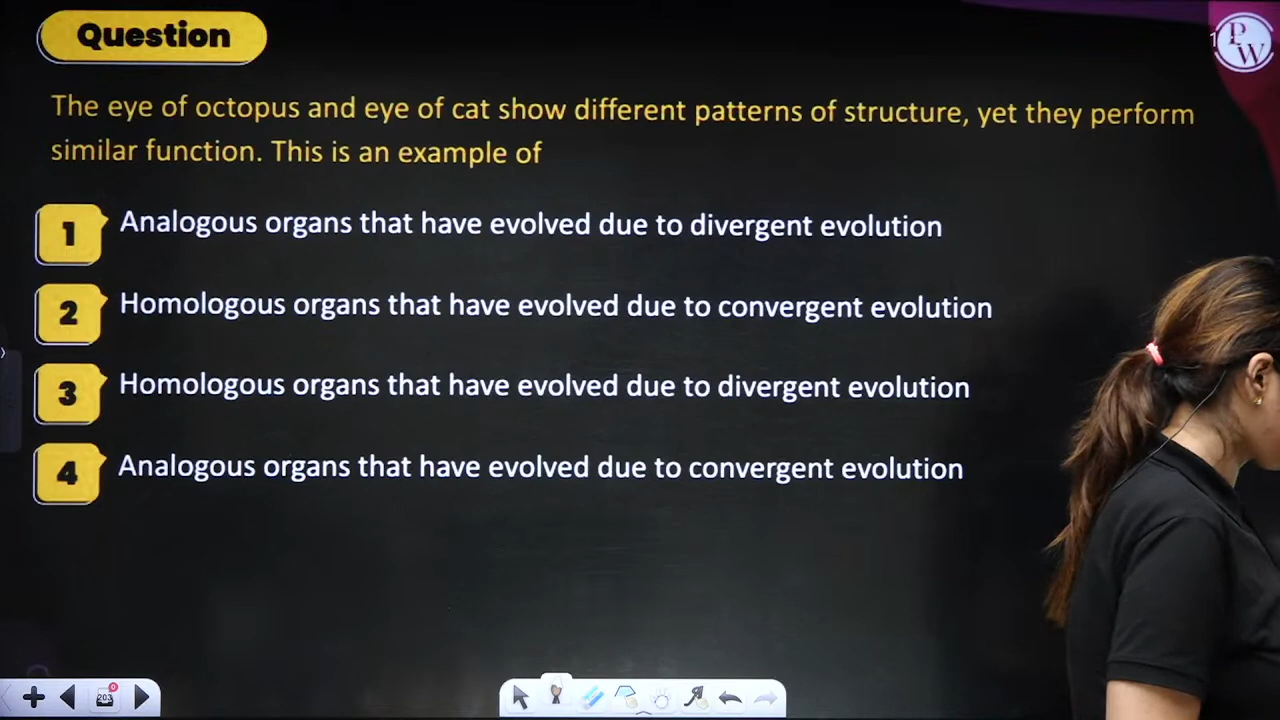 Question
PW
The eye of octopus and eye of cat show different patterns of structure, yet they perform
similar function. This is an example of
1 Analogous organs that have evolved due to divergent evolution
2 Homologous organs that have evolved due to convergent evolution
3 Homologous organs that have evolved due to divergent evolution
4 Analogous organs that have evolved due to convergent evolution
203
0